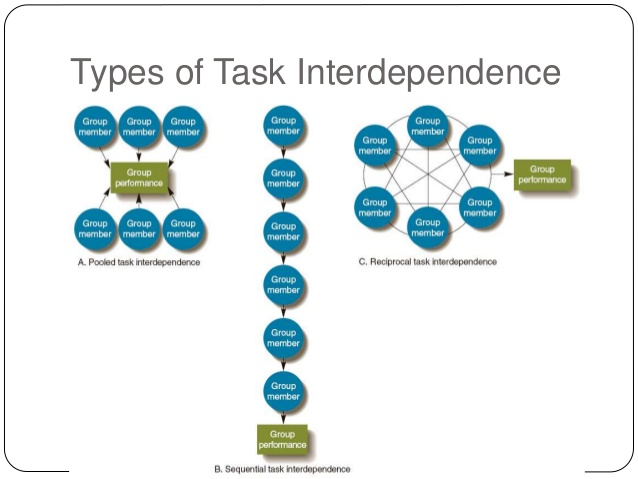 Types of Task Interdependence
Group
member
Group
member
Group
member
Group
performance
Group
member
Group
member
Group
member
A. Pooled task interdependence
Group
member
Group
member
Group
member
Group
member
Group
member
Group
member
Group
performance
B. Sequential task interdependence
Group
member
Group
member
Group
member
Group
member
Group
member
Group
member
Group
performance
C. Reciprocal task interdependence